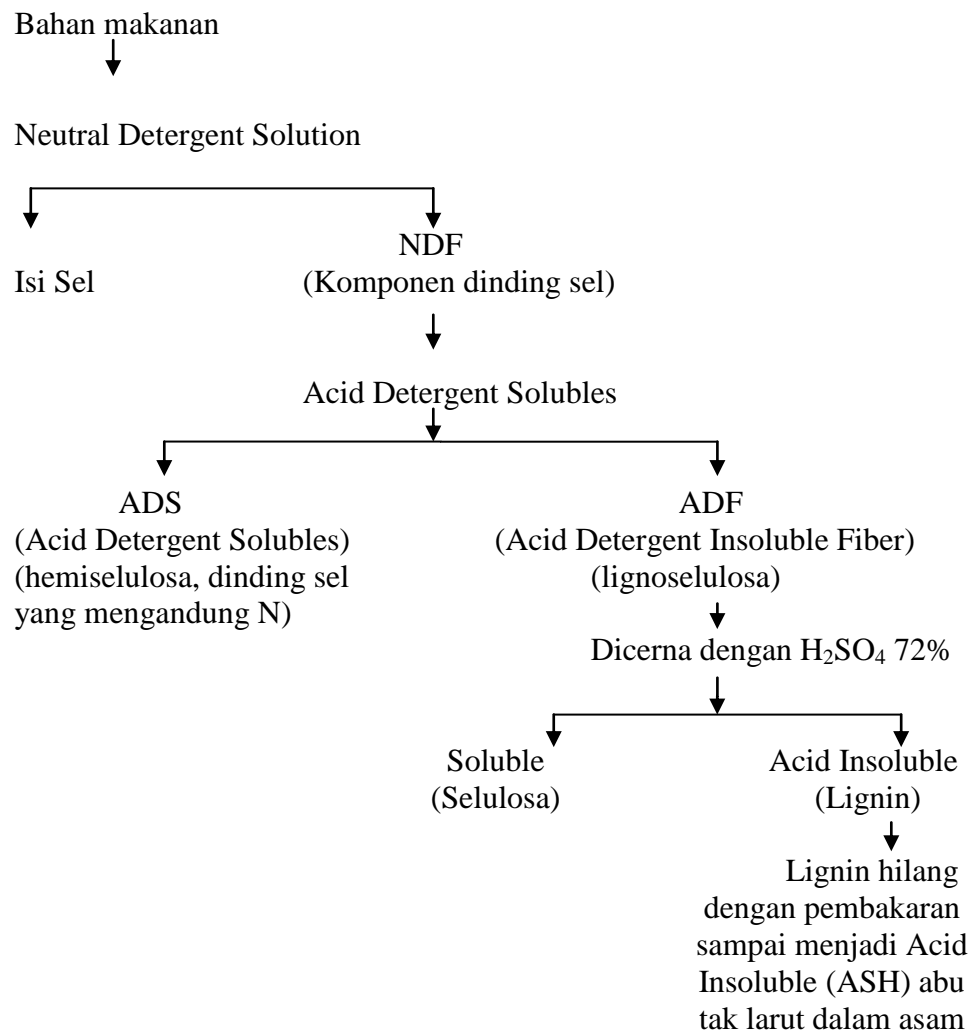 Bahan makanan
Neutral Detergent Solution
NDF
Isi Sel
(Komponen dinding sel)
Acid Detergent Solubles
ADS
(Acid Detergent Solubles)
(hemiselulosa, dinding sel
yang mengandung N)
ADF
(Acid Detergent Insoluble Fiber)
(lignoselulosa)
Dicerna dengan H₂SO₄ 72%
Soluble
(Selulosa)
Acid Insoluble
(Lignin)
Lignin hilang
dengan pembakaran
sampai menjadi Acid
Insoluble (ASH) abu
tak larut dalam asam